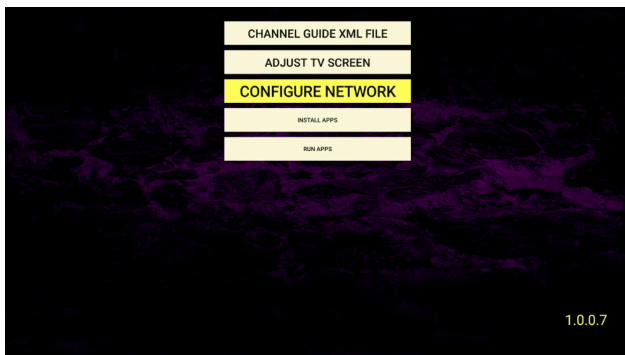 CHANNEL GUIDE XML FILE
ADJUST TV SCREEN
CONFIGURE NETWORK
INSTALL APPS
RUN APPS
1.0.0.7